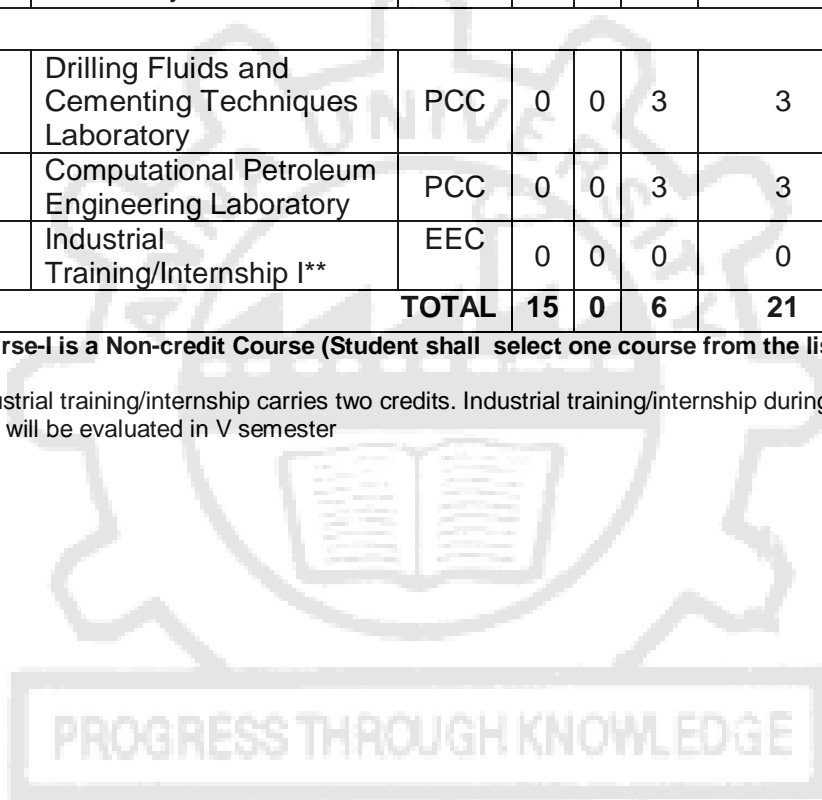 Drilling Fluids and
Cementing Techniques
Laboratory
PCC 0 0 3 3
Computational Petroleum
Engineering Laboratory
PCC 0 0 3 3
Industrial
Training/Internship I**
EEC 0 0 0 0
TOTAL 15 0 6 21
rse-I is a Non-credit Course (Student shall select one course from the lis
ustrial training/internship carries two credits. Industrial training/internship during
will be evaluated in V semester
UNIVERSITY
PROGRESS THROUGH KNOWLEDGE